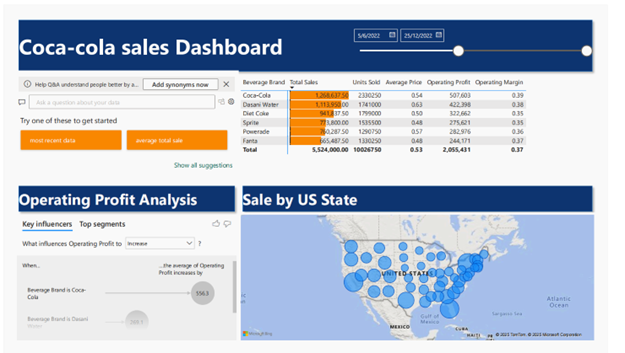 Coca-cola sales Dashboard
5/6/2022 25/12/2022
Help Q&A understand people better by a... Add synonyms now
Ask a question about your data
Try one of these to get started
most recent data average total sale
Show all suggestions
Beverage Brand Total Sales Units Sold Average Price Operating Profit Operating Margin
Coca-Cola 1,268,637.50 2330250 0.54 507,603 0.39
Dasani Water 1,113,950.00 1741000 0.63 422,398 0.38
Diet Coke 941,837.50 1799000 0.50 322,662 0.35
Sprite 773,800.00 1535500 0.48 275,621 0.35
Powerade 760,287.50 1290750 0.57 282,976 0.36
Fanta 665,487.50 1330250 0.48 244,171 0.37
Total 5,524,000.00 10026750 0.53 2,055,431 0.37
Operating Profit Analysis
Key influencers Top segments
What influences Operating Profit to Increase ?
When... ...the average of Operating
Profit increases by
Beverage Brand is Coca-
Cola
556.3
Beverage Brand is Dasani
Water
Sale by US State
UNITED STATES
MEXICO
Gulf of
Mexico
CUBA
HAITI
Sargasso Sea
Atlantic
Ocean
© 2023 TomTom, © 2023 Microsoft Corporation